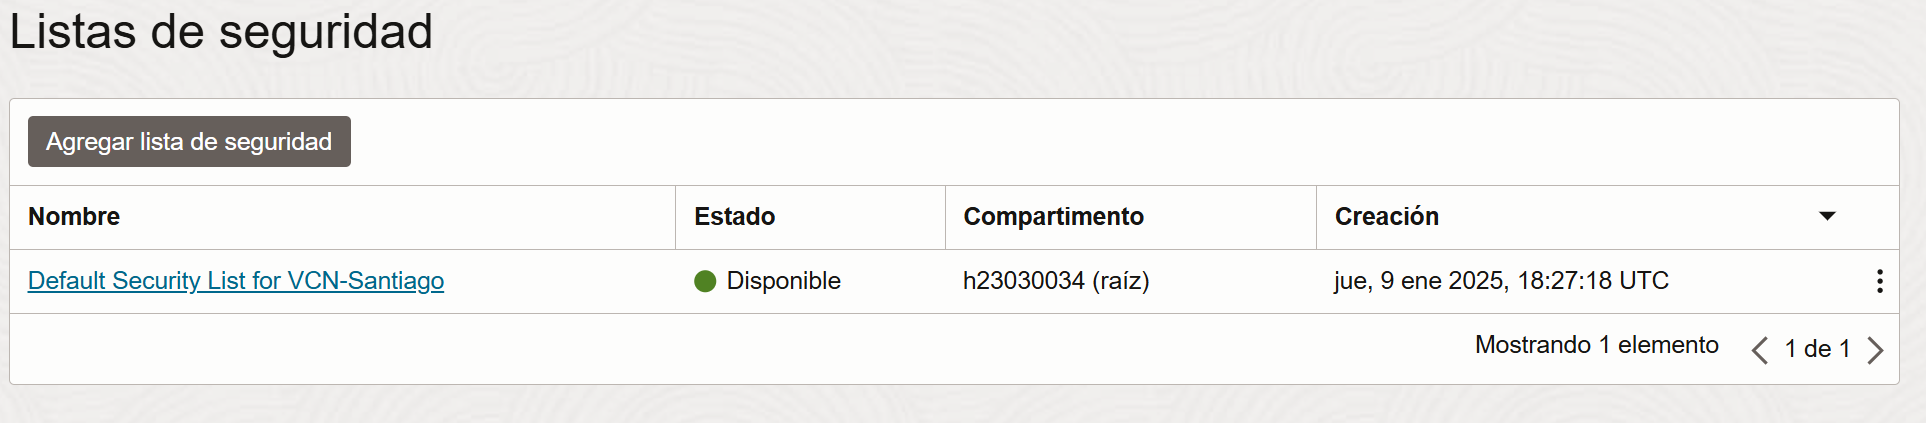 Listas de seguridad
Agregar lista de seguridad
Nombre Estado Compartimento Creación
Default Security List for VCN-Santiago Disponible h23030034 (raíz) jue, 9 ene 2025, 18:27:18 UTC
Mostrando 1 elemento 1 de 1